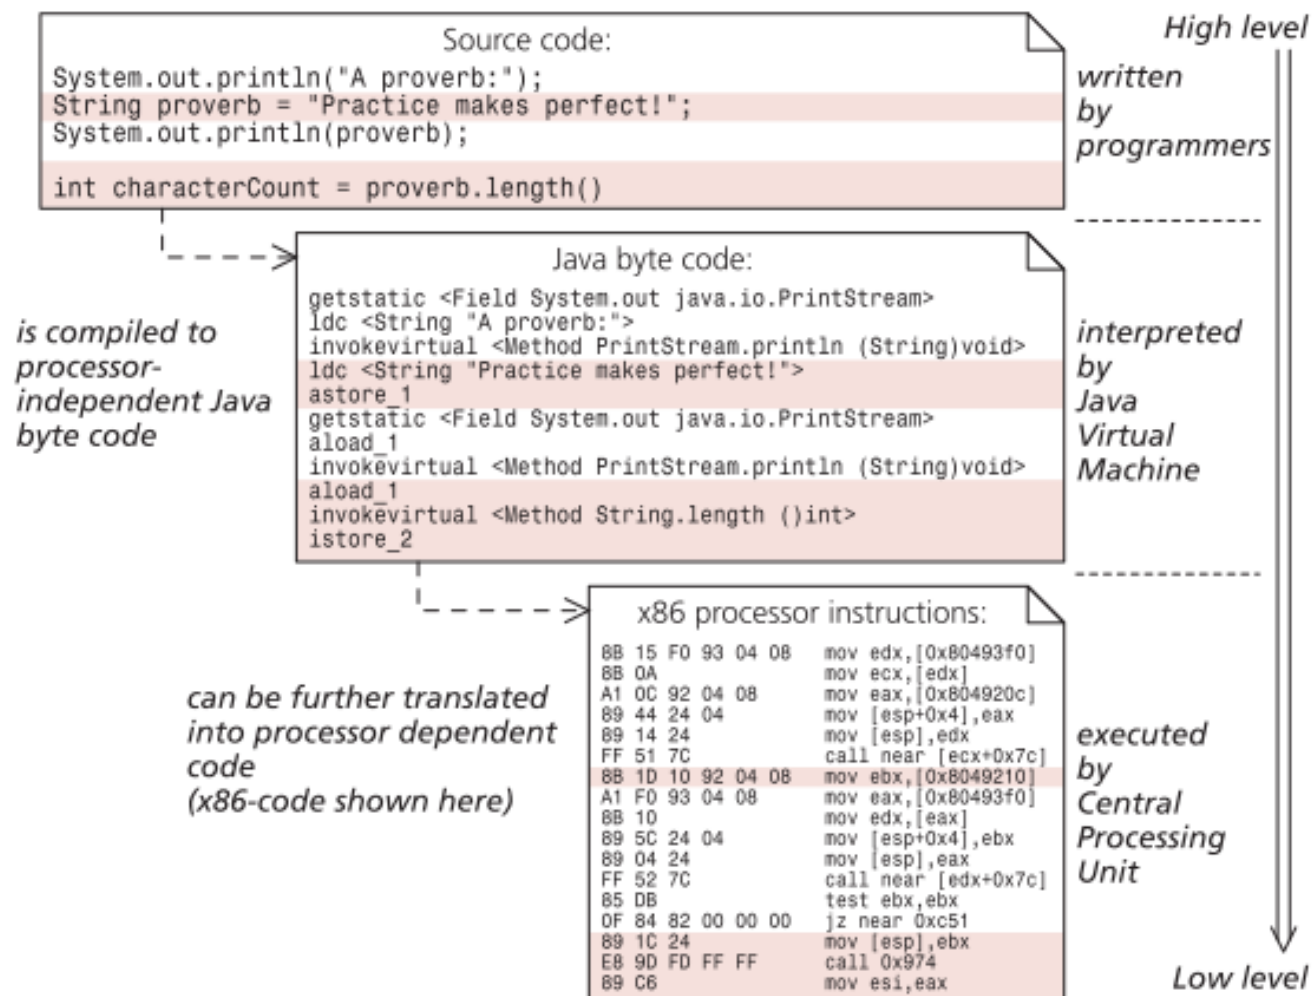 High level
Source code:
System.out.println("A proverb:");
String proverb = "Practice makes perfect!";
System.out.println(proverb);
int characterCount = proverb.length()
written
by
programmers
Java byte code:
getstatic <Field System.out java.io.PrintStream>
ldc <String "A proverb:">
invokevirtual <Method PrintStream.println (String)void>
ldc <String "Practice makes perfect!">
astore_1
getstatic <Field System.out java.io.PrintStream>
aload_1
invokevirtual <Method PrintStream.println (String)void>
aload_1
invokevirtual <Method String.length ()int>
istore_2
is compiled to
processor-
independent Java
byte code
interpreted
by
Java
Virtual
Machine
x86 processor instructions:
8B 15 F0 93 04 08 mov edx,[0x80493f0]
8B 0A mov ecx,[edx]
A1 0C 92 04 08 mov eax,[0x804920c]
89 44 24 04 mov [esp+0x4],eax
89 14 24 mov [esp],edx
FF 51 7C call near [ecx+0x7c]
8B 1D 10 92 04 08 mov ebx,[0x8049210]
A1 F0 93 04 08 mov eax,[0x80493f0]
8B 10 mov edx,[eax]
89 5C 24 04 mov [esp+0x4],ebx
89 04 24 mov [esp],eax
FF 52 7C call near [edx+0x7c]
85 DB test ebx,ebx
0F 84 82 00 00 00 jz near 0xc51
89 1C 24 mov [esp],ebx
E8 9D FD FF FF call 0x974
89 C6 mov esi,eax
can be further translated
into processor dependent
code
(x86-code shown here)
executed
by
Central
Processing
Unit
Low level